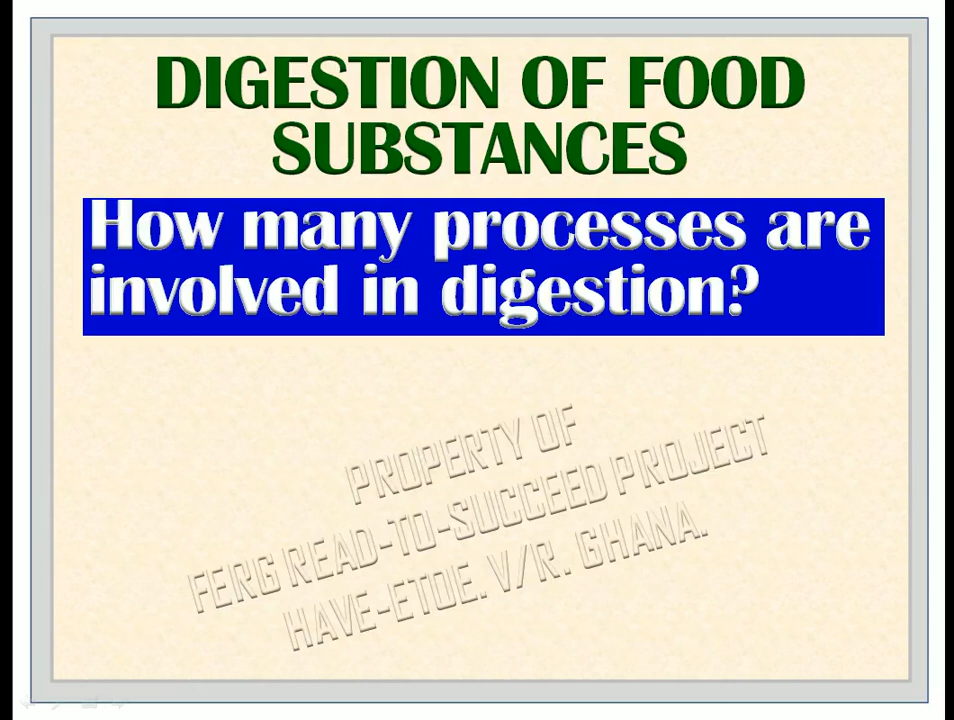 DIGESTION OF FOOD
SUBSTANCES
How many processes are
involved in digestion?
PROPERTY OF
FERG READ-TO-SUCCEED PROJECT
HAVE-ETOE. V/R. GHANA.